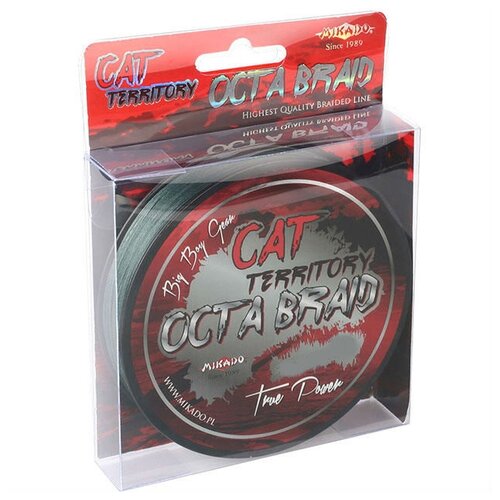 CAT
TERRITORY
OCTA BRAID
HIGHEST QUALITY BRAIDED LINE
MIKADO
Since 1989
Big Boy Gear
CAT
TERRITORY
OCTA BRAID
MIKADO
True Power
WWW.MIKADO.PL